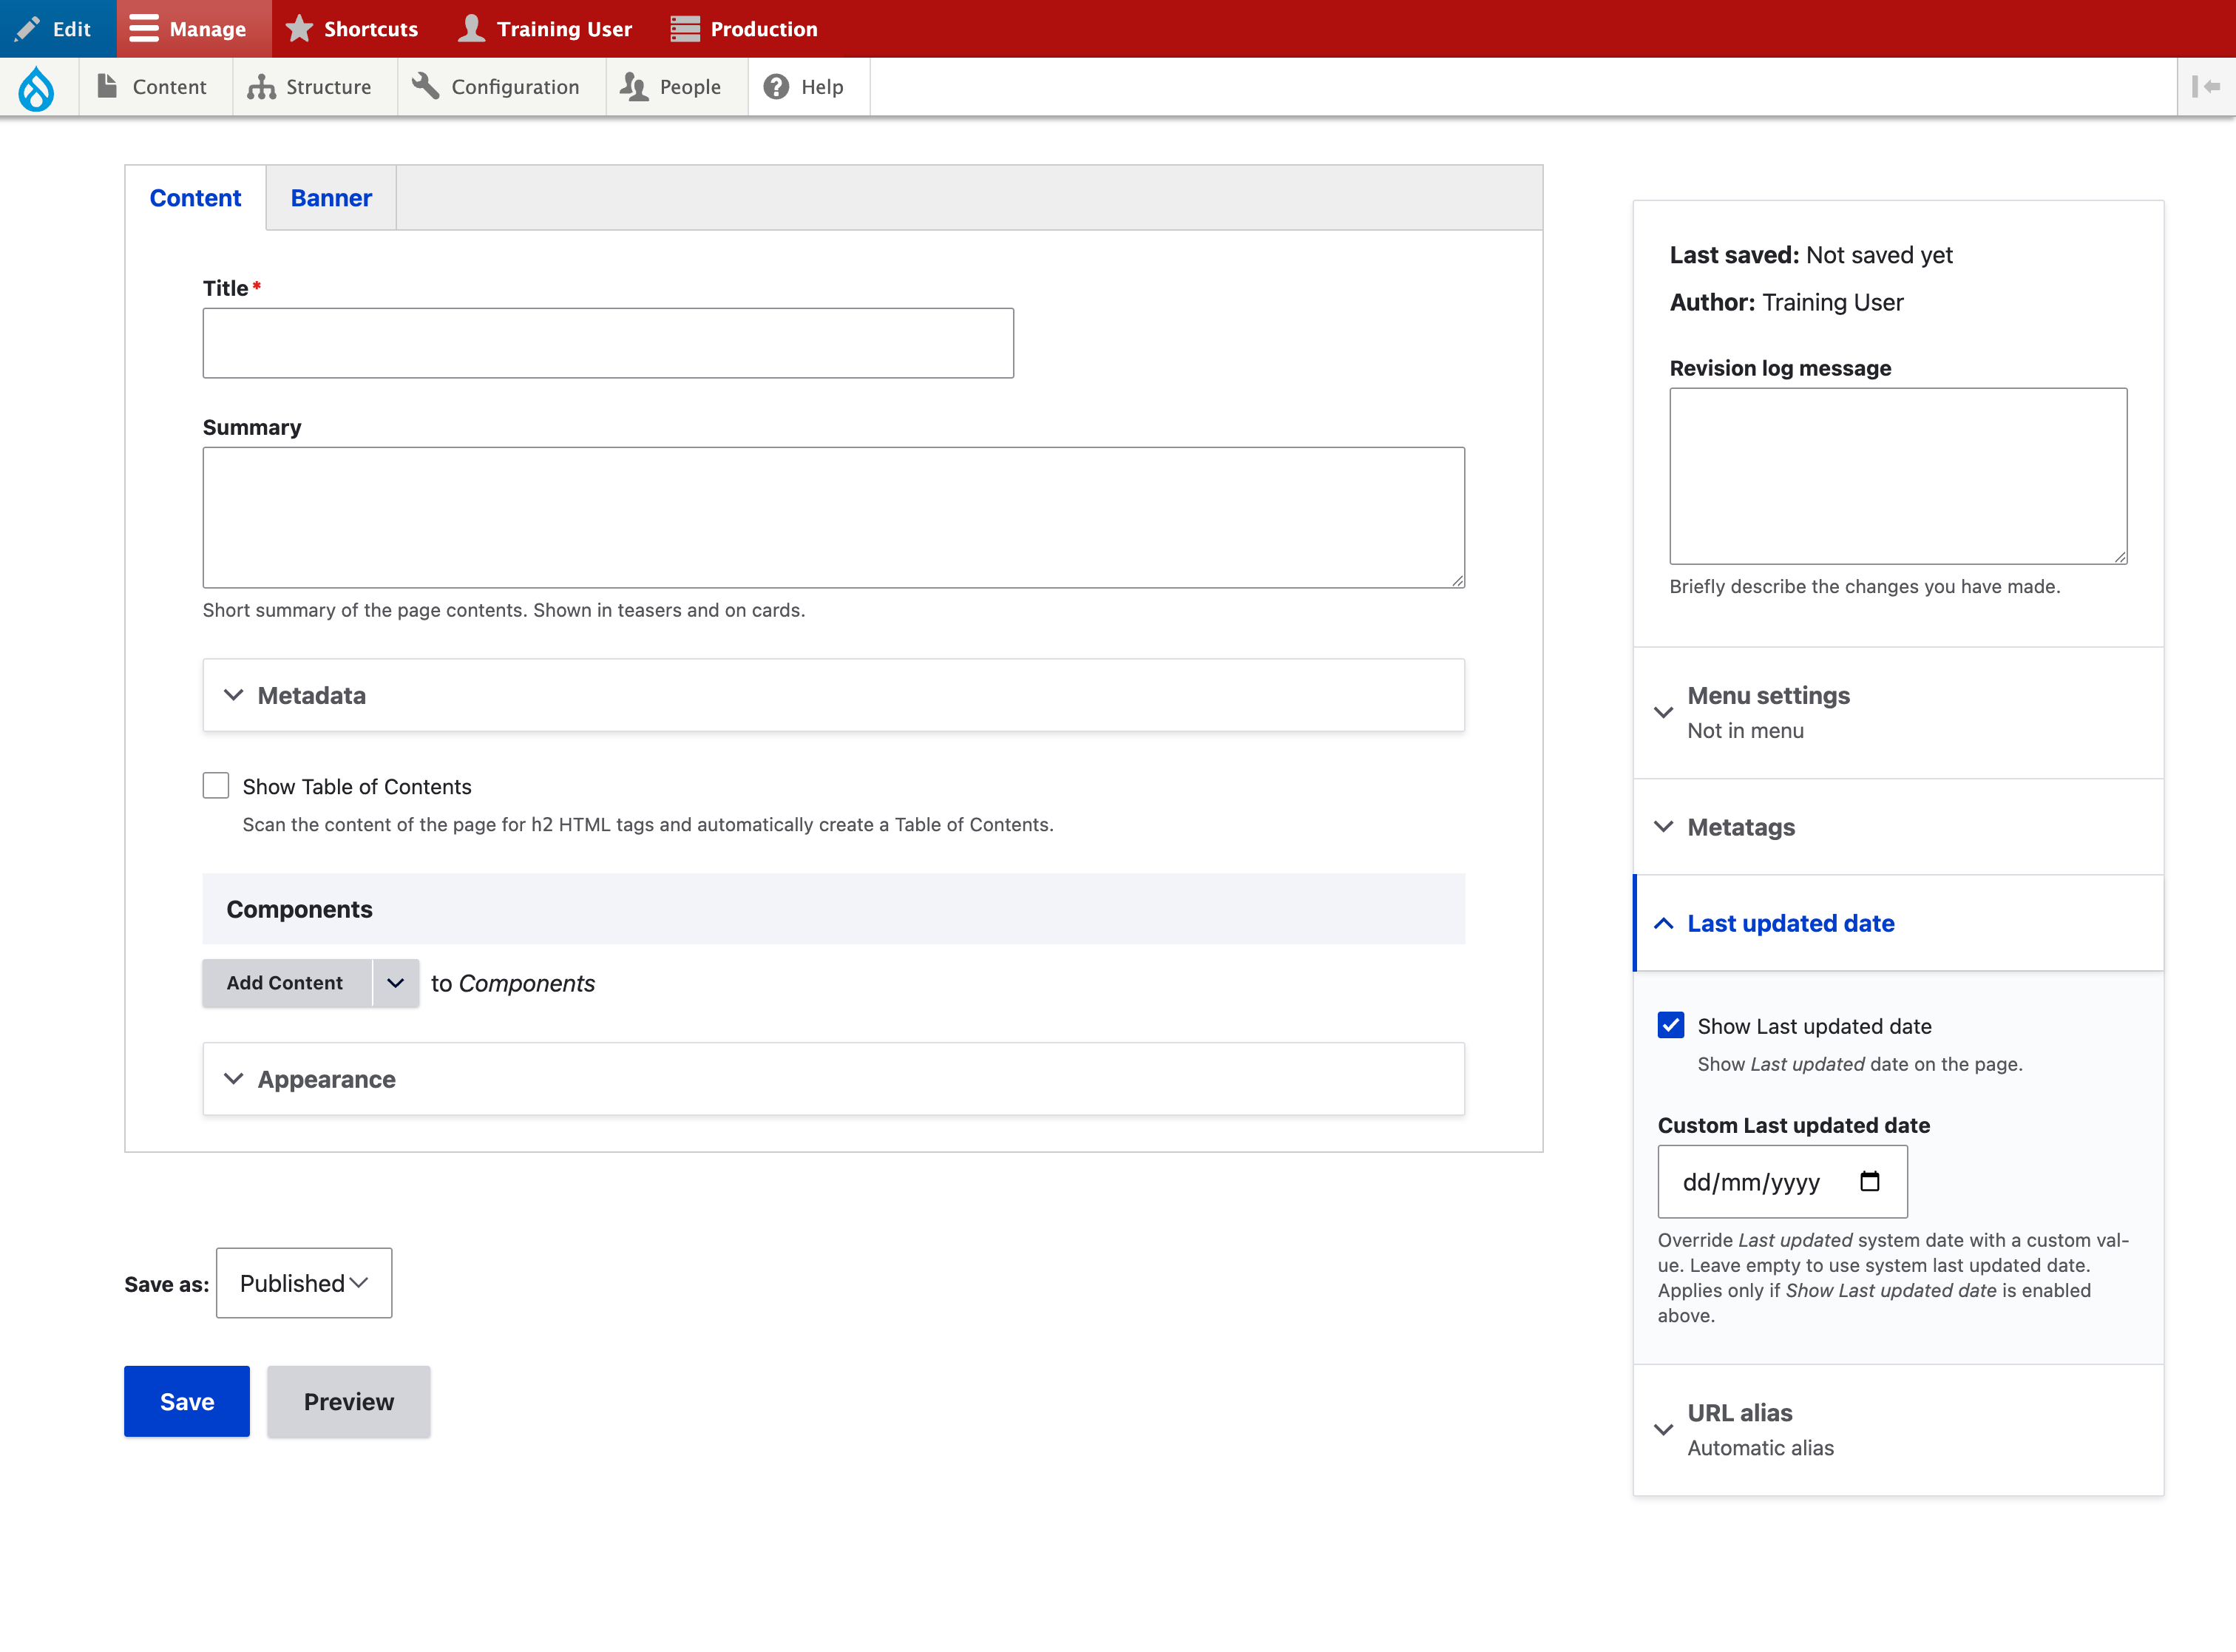 Edit
Manage
Shortcuts
Training User
Production
Content
Structure
Configuration
People
Help
Content
Banner
Title*
Summary
Short summary of the page contents. Shown in teasers and on cards.
Metadata
Show Table of Contents
Scan the content of the page for h2 HTML tags and automatically create a Table of Contents.
Components
Add Content
to Components
Appearance
Save as:
Published
Save
Preview
Last saved: Not saved yet
Author: Training User
Revision log message
Briefly describe the changes you have made.
Menu settings
Not in menu
Metatags
Last updated date
Show Last updated date
Show Last updated date on the page.
Custom Last updated date
dd/mm/yyyy
Override Last updated system date with a custom val-
ue. Leave empty to use system last updated date.
Applies only if Show Last updated date is enabled
above.
URL alias
Automatic alias